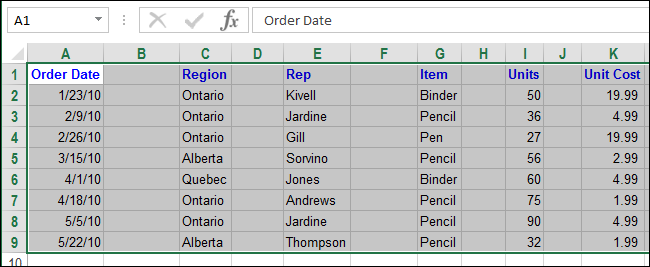 A1 fx Order Date
A B C D E F G H I J K
1 Order Date Region Rep Item Units Unit Cost
2 1/23/10 Ontario Kivell Binder 50 19.99
3 2/9/10 Ontario Jardine Pencil 36 4.99
4 2/26/10 Ontario Gill Pen 27 19.99
5 3/15/10 Alberta Sorvino Pencil 56 2.99
6 4/1/10 Quebec Jones Binder 60 4.99
7 4/18/10 Ontario Andrews Pencil 75 1.99
8 5/5/10 Ontario Jardine Pencil 90 4.99
9 5/22/10 Alberta Thompson Pencil 32 1.99
10